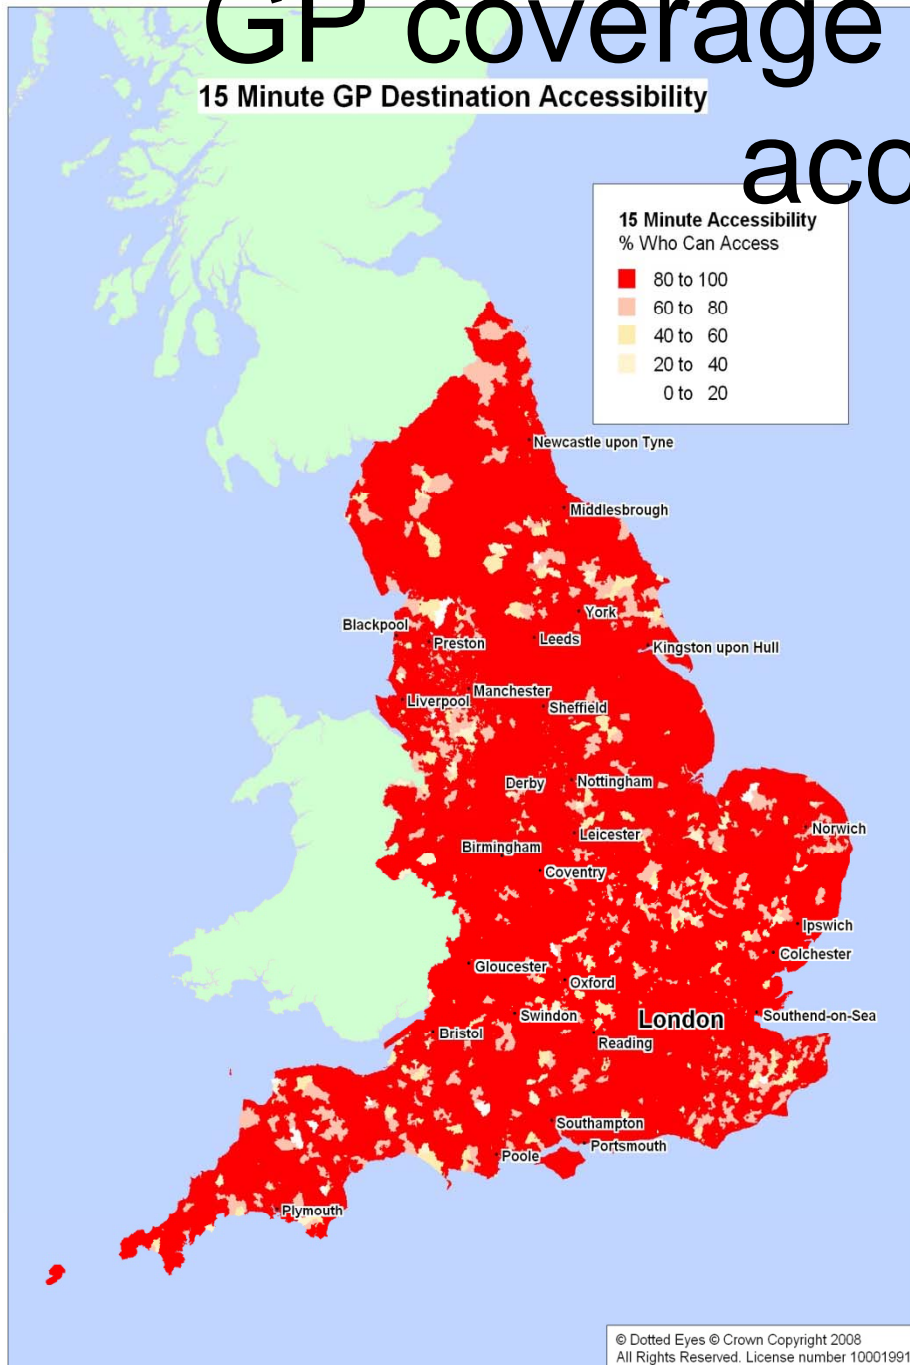 GP coverage
acc
15 Minute GP Destination Accessibility
15 Minute Accessibility
% Who Can Access
80 to 100
60 to 80
40 to 60
20 to 40
0 to 20
Newcastle upon Tyne
Middlesbrough
York
Blackpool
Preston
Leeds
Kingston upon Hull
Manchester
Liverpool
Sheffield
Derby
Nottingham
Norwich
Leicester
Birmingham
Coventry
Ipswich
Colchester
Gloucester
Oxford
Swindon
London
Southend-on-Sea
Bristol
Reading
Southampton
Portsmouth
Poole
Plymouth
© Dotted Eyes © Crown Copyright 2008
All Rights Reserved. License number 10001991